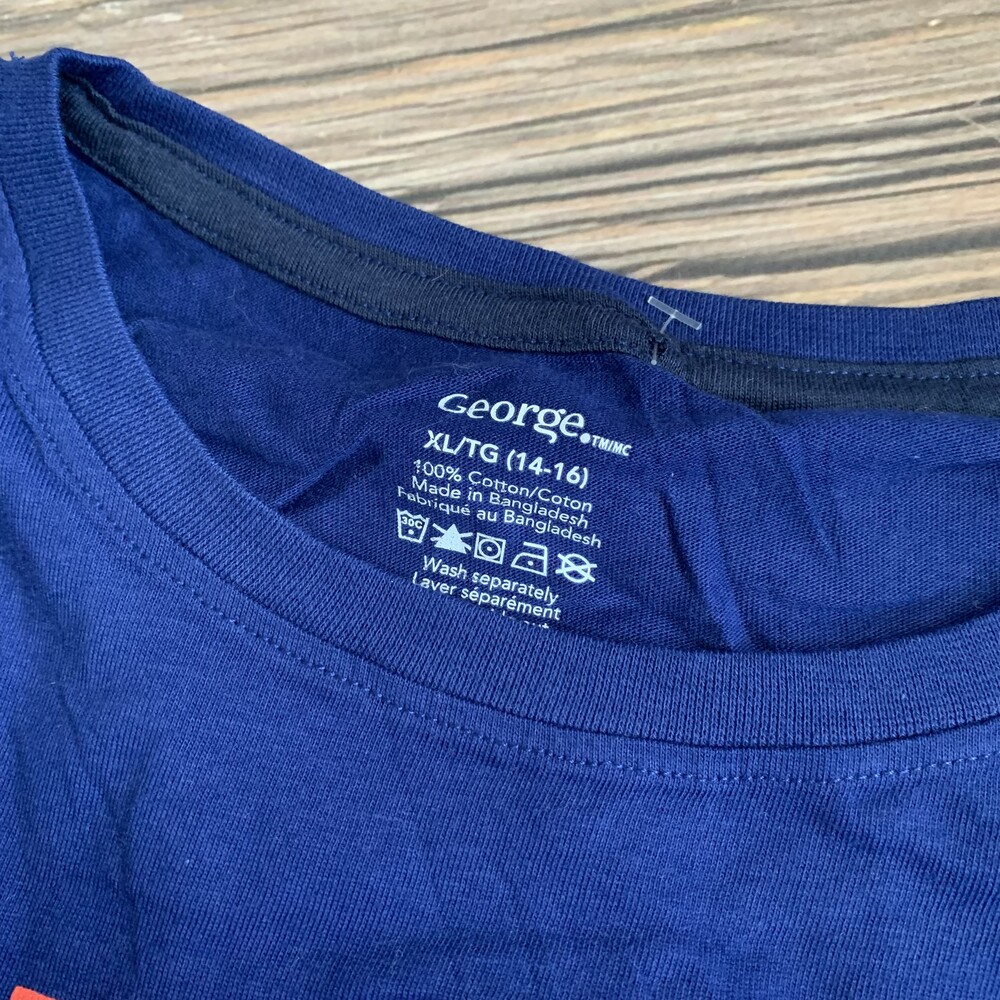 George.TM/MC
XL/TG (14-16)
100% Cotton/Coton
Made in Bangladesh
Fabriqué au Bangladesh
30C
Wash separately
Laver séparément